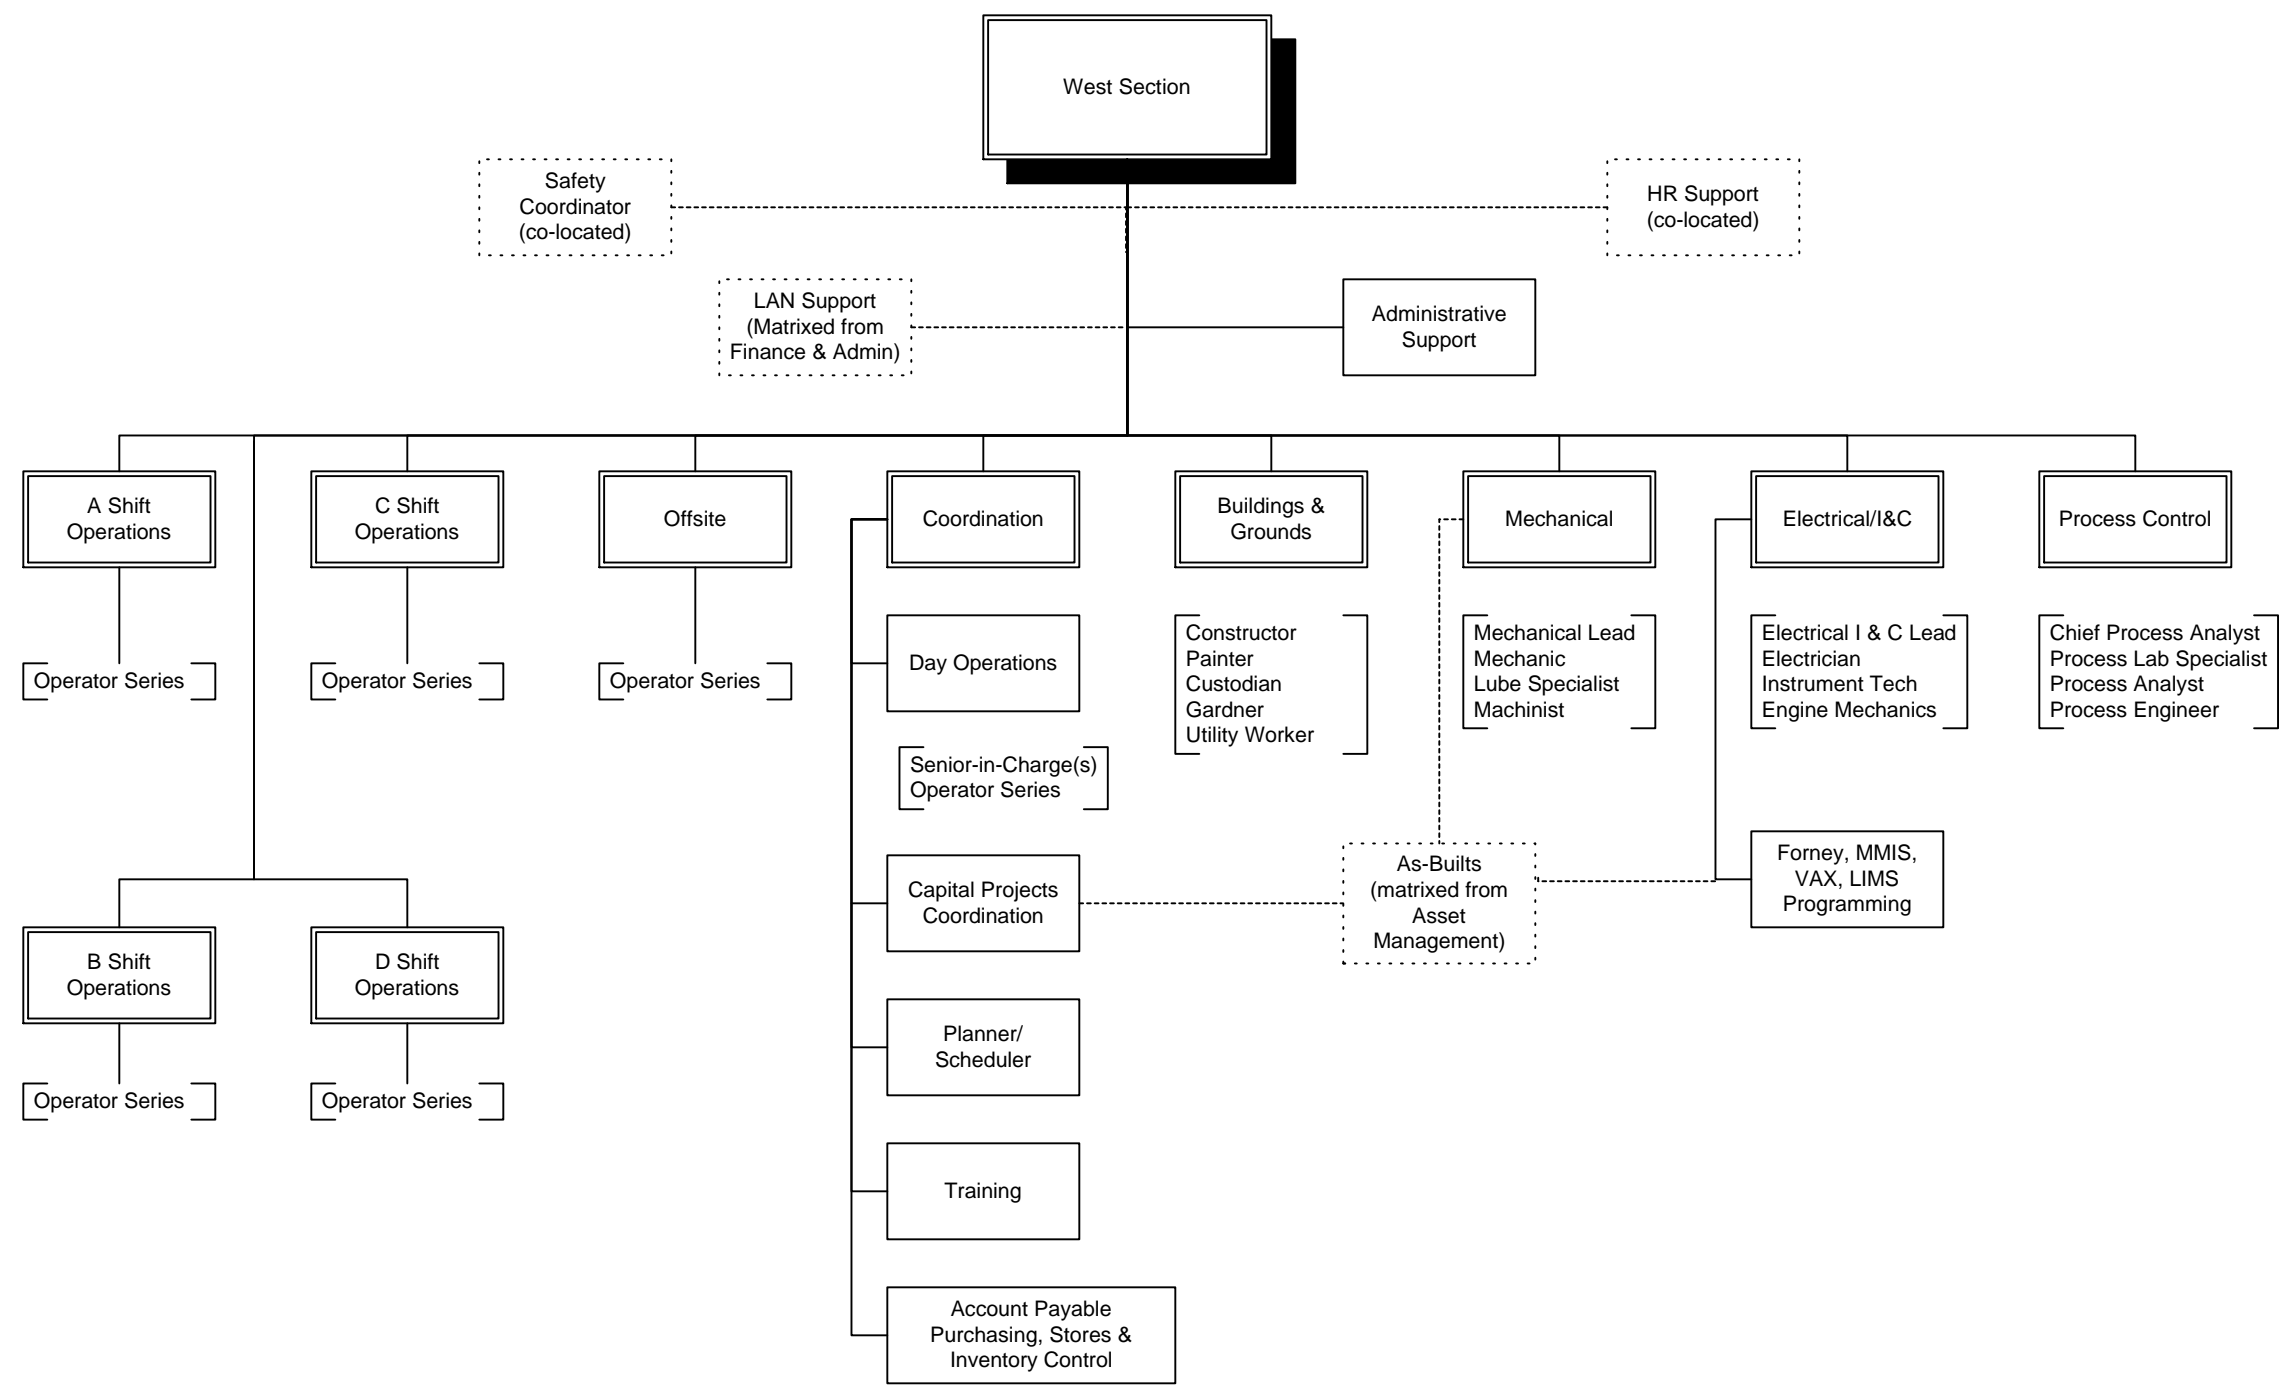 West Section
Safety
Coordinator
(co-located)
HR Support
(co-located)
LAN Support
(Matrixed from
Finance & Admin)
Administrative
Support
A Shift
Operations
C Shift
Operations
Offsite
Coordination
Buildings &
Grounds
Mechanical
Electrical/I&C
Process Control
Operator Series
Operator Series
Operator Series
Day Operations
Senior-in-Charge(s)
Operator Series
Constructor
Painter
Custodian
Gardner
Utility Worker
Mechanical Lead
Mechanic
Lube Specialist
Machinist
Electrical I & C Lead
Electrician
Instrument Tech
Engine Mechanics
Chief Process Analyst
Process Lab Specialist
Process Analyst
Process Engineer
Capital Projects
Coordination
As-Builts
(matrixed from
Asset
Management)
Forney, MMIS,
VAX, LIMS
Programming
B Shift
Operations
D Shift
Operations
Operator Series
Operator Series
Planner/
Scheduler
Training
Account Payable
Purchasing, Stores &
Inventory Control